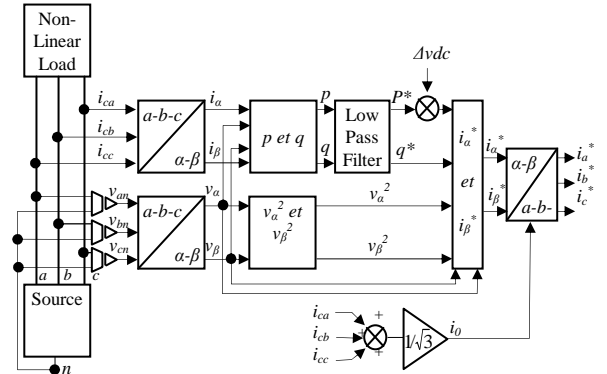 Non-
Linear
Load
Δvdc
i_ca
i_cb
i_cc
a-b-c
α-β
i_α
i_β
p et q
p
q
Low
Pass
Filter
P*
q*
i_α*
et
i_β*
i_α*
i_β*
α-β
a-b-
i_a*
i_b*
i_c*
v_an
v_bn
v_cn
a-b-c
α-β
v_α
v_β
v_α² et
v_β²
v_α²
v_β²
a b c
Source
n
i_ca
i_cb
i_cc
+
+
+
1/√3
i_0